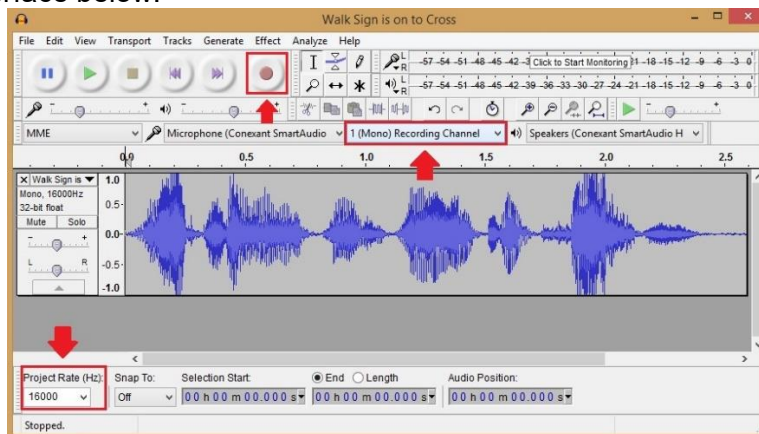 Walk Sign is on to Cross
File Edit View Transport Tracks Generate Effect Analyze Help
L R -57 -54 -51 -48 -45 -42 -3 Click to Start Monitoring 1 -18 -15 -12 -9 -6 -3 0
L R -57 -54 -51 -48 -45 -42 -39 -36 -33 -30 -27 -24 -21 -18 -15 -12 -9 -6 -3 0
- + - + - +
MME Microphone (Conexant SmartAudio 1 (Mono) Recording Channel Speakers (Conexant SmartAudio H
0.0 0.5 1.0 1.5 2.0 2.5
X Walk Sign is 1.0
Mono, 16000Hz
32-bit float 0.5
Mute Solo
- + 0.0
L R -0.5
-1.0
Project Rate (Hz): Snap To: Selection Start: End Length Audio Position:
16000 Off 00 h 00 m 00.000 s 00 h 00 m 00.000 s 00 h 00 m 00.000 s
Stopped.